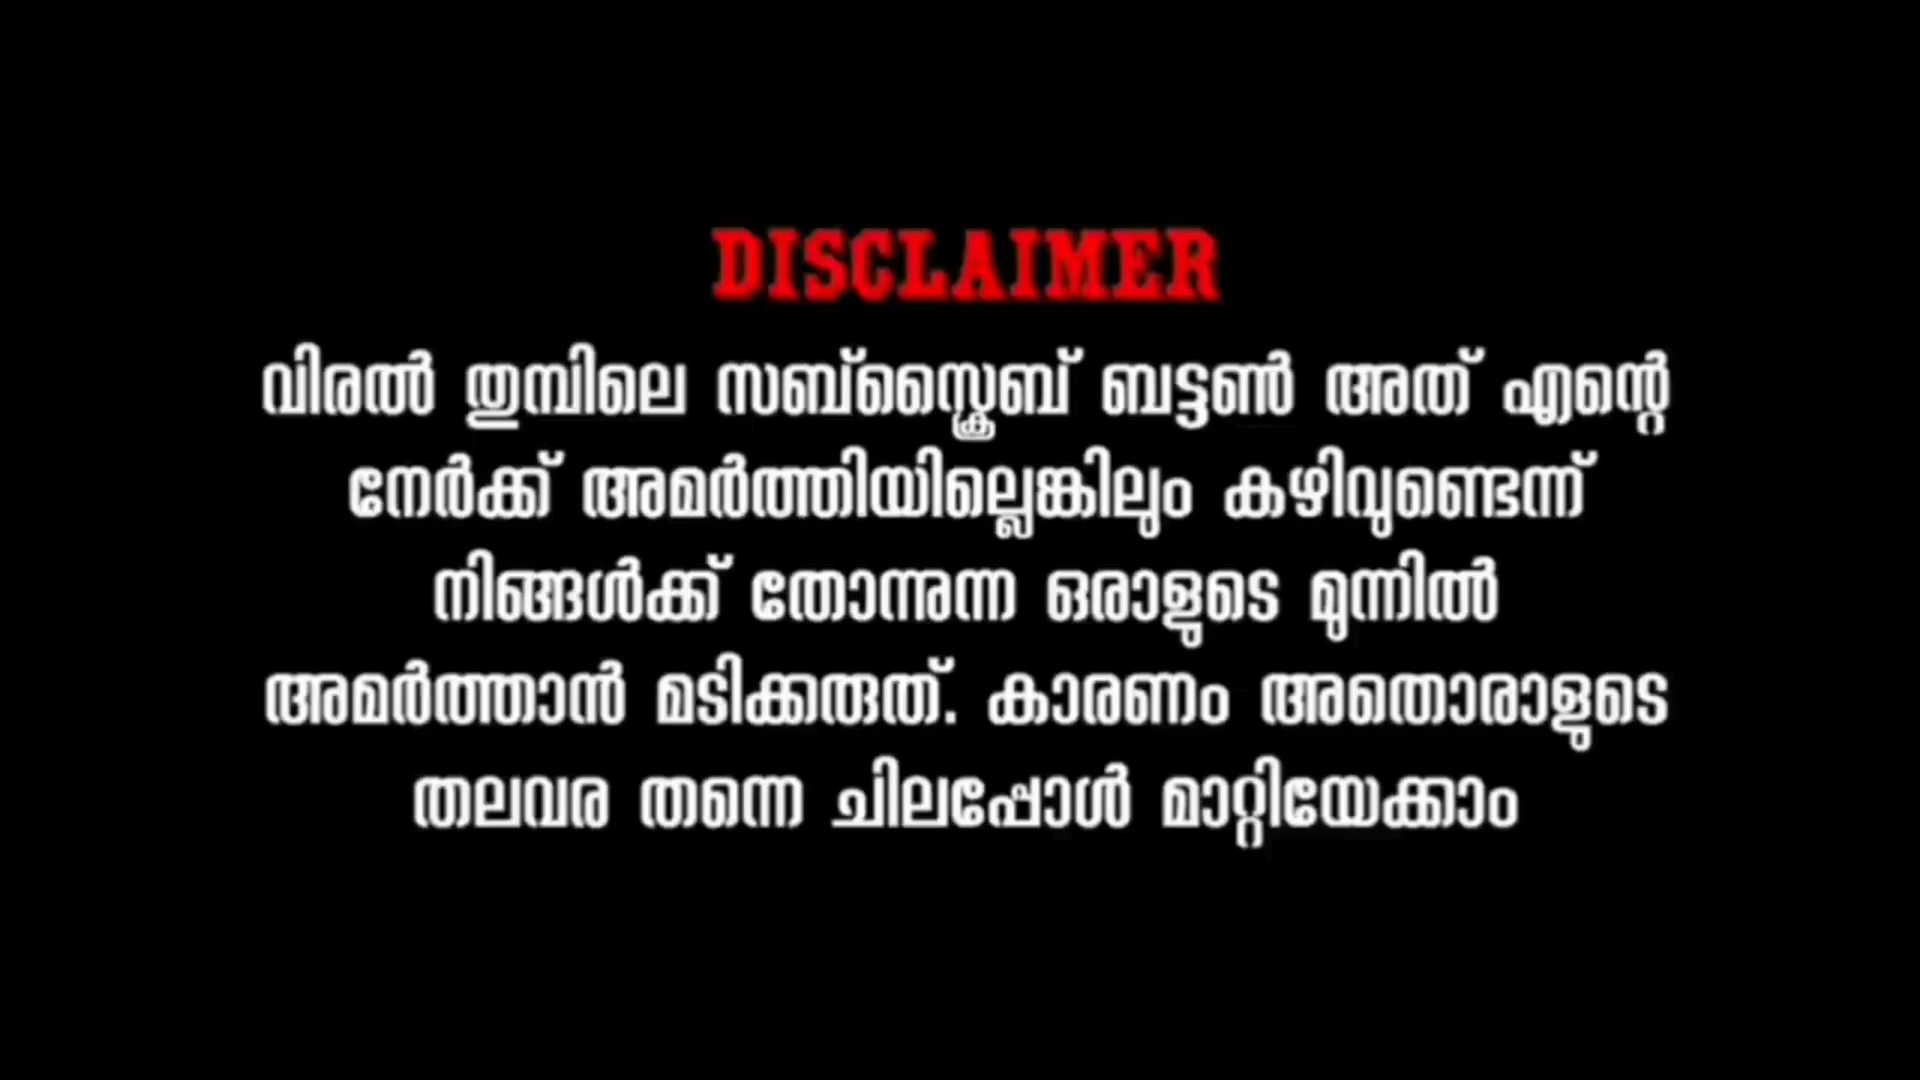 DISCLAIMER
വിരൽ തുമ്പിലെ സബ്സ്ക്രൈബ് ബട്ടൺ അത് എന്റെ
നേർക്ക് അമർത്തിയില്ലെങ്കിലും കഴിവുണ്ടെന്ന്
നിങ്ങൾക്ക് തോന്നുന്ന ഒരാളുടെ മുന്നിൽ
അമർത്താൻ മടിക്കരുത്. കാരണം അതൊരാളുടെ
തലവര തന്നെ ചിലപ്പോൾ മാറ്റിയേക്കാം